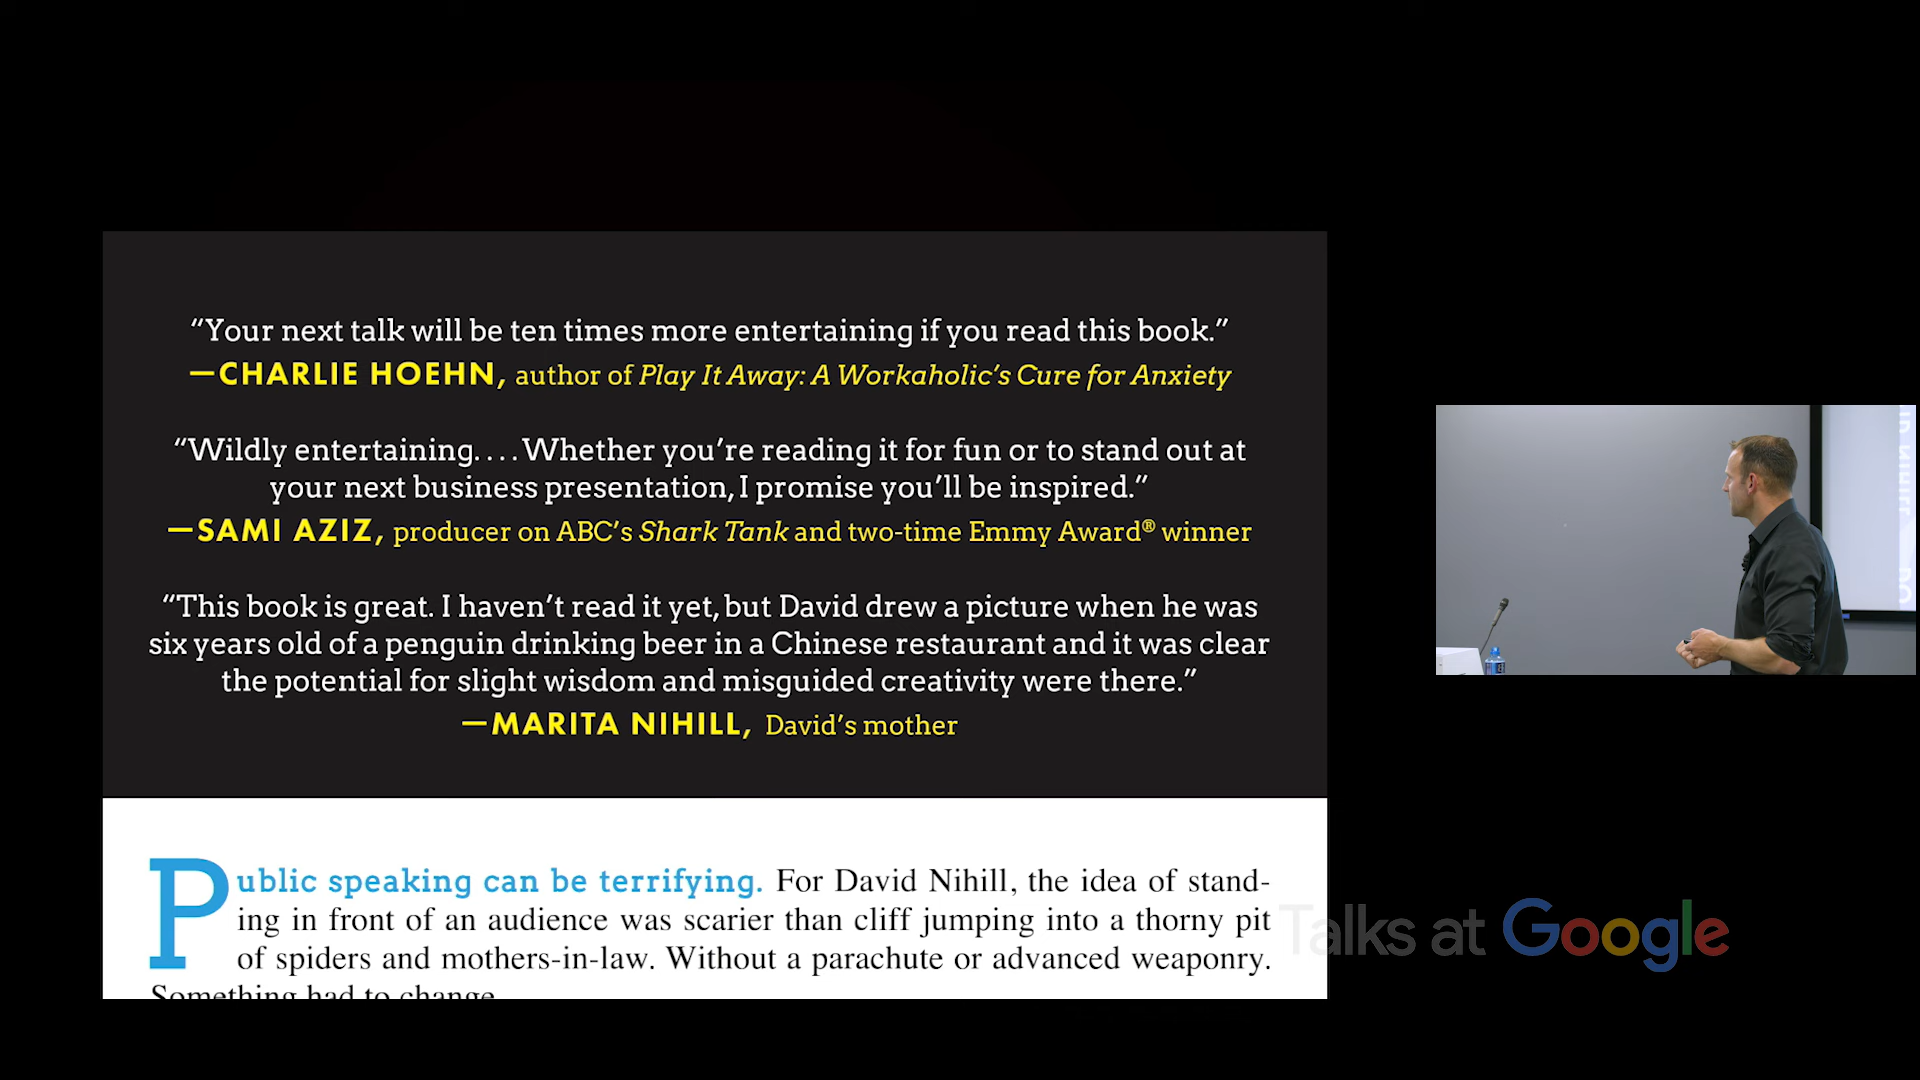 “Your next talk will be ten times more entertaining if you read this book.”
—CHARLIE HOEHN, author of Play It Away: A Workaholic’s Cure for Anxiety
“Wildly entertaining. . . . Whether you’re reading it for fun or to stand out at
your next business presentation, I promise you’ll be inspired.”
—SAMI AZIZ, producer on ABC’s Shark Tank and two-time Emmy Award® winner
“This book is great. I haven’t read it yet, but David drew a picture when he was
six years old of a penguin drinking beer in a Chinese restaurant and it was clear
the potential for slight wisdom and misguided creativity were there.”
—MARITA NIHILL, David’s mother
Public speaking can be terrifying. For David Nihill, the idea of stand-
ing in front of an audience was scarier than cliff jumping into a thorny pit
of spiders and mothers-in-law. Without a parachute or advanced weaponry.
Something had to change.
Talks at Google